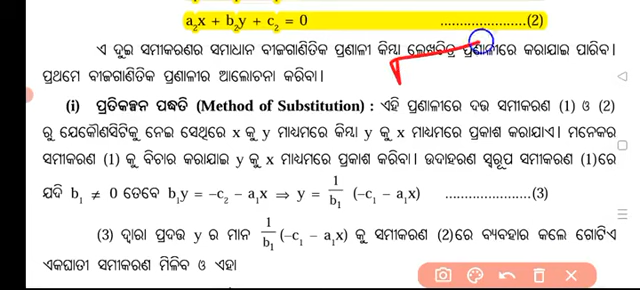 a₂x + b₂y + c₂ = 0 ........................(2)
ଏ ଦୁଇ ସମୀକରଣର ସମାଧାନ ବୀଜଗାଣିତିକ ପ୍ରଣାଳୀ କିମ୍ବା ଲେଖଚିତ୍ର ପ୍ରଣାଳୀରେ କରାଯାଇ ପାରିବ।
ପ୍ରଥମେ ବୀଜଗାଣିତିକ ପ୍ରଣାଳୀର ଆଲୋଚନା କରିବା।
(i) ପ୍ରତିକଳ୍ପନ ପଦ୍ଧତି (Method of Substitution) : ଏହି ପ୍ରଣାଳୀରେ ଦତ୍ତ ସମୀକରଣ (1) ଓ (2)
ରୁ ଯେକୌଣସିଟିକୁ ନେଇ ସେଥିରେ x କୁ y ମାଧ୍ୟମରେ କିମ୍ବା y କୁ x ମାଧ୍ୟମରେ ପ୍ରକାଶ କରାଯାଏ। ମନେକର
ସମୀକରଣ (1) କୁ ବିଚାର କରାଯାଇ y କୁ x ମାଧ୍ୟମରେ ପ୍ରକାଶ କରିବା। ଉଦାହରଣ ସ୍ୱରୂପ ସମୀକରଣ (1)ରେ
ଯଦି b₁ ≠ 0 ତେବେ b₁y = –c₂ – a₁x ⇒ y = 1/b₁ (–c₁ – a₁x) ........................(3)
(3) ଦ୍ୱାରା ପ୍ରଦତ୍ତ y ର ମାନ 1/b₁ (–c₁ – a₁x) କୁ ସମୀକରଣ (2)ରେ ବ୍ୟବହାର କଲେ ଗୋଟିଏ
ଏକଘାତୀ ସମୀକରଣ ମିଳିବ ଓ ଏହା